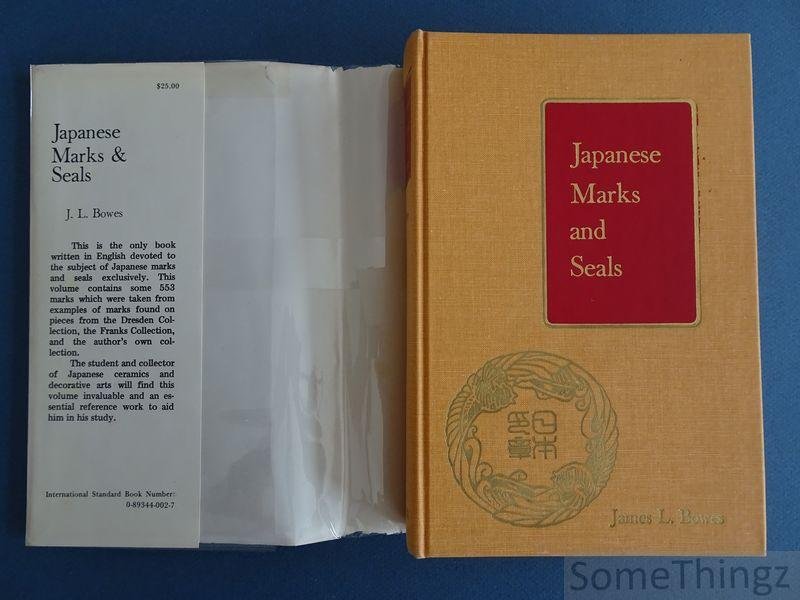 $25.00
Japanese
Marks &
Seals
J. L. Bowes
This is the only book
written in English devoted to
the subject of Japanese marks
and seals exclusively. This
volume contains some 553
marks which were taken from
examples of marks found on
pieces from the Dresden Col-
lection, the Franks Collection,
and the author's own col-
lection.
The student and collector
of Japanese ceramics and
decorative arts will find this
volume invaluable and an es-
sential reference work to aid
him in his study.
International Standard Book Number:
0-89344-002-7
Japanese
Marks
and
Seals
日本
印章
James L. Bowes
SomeThingz